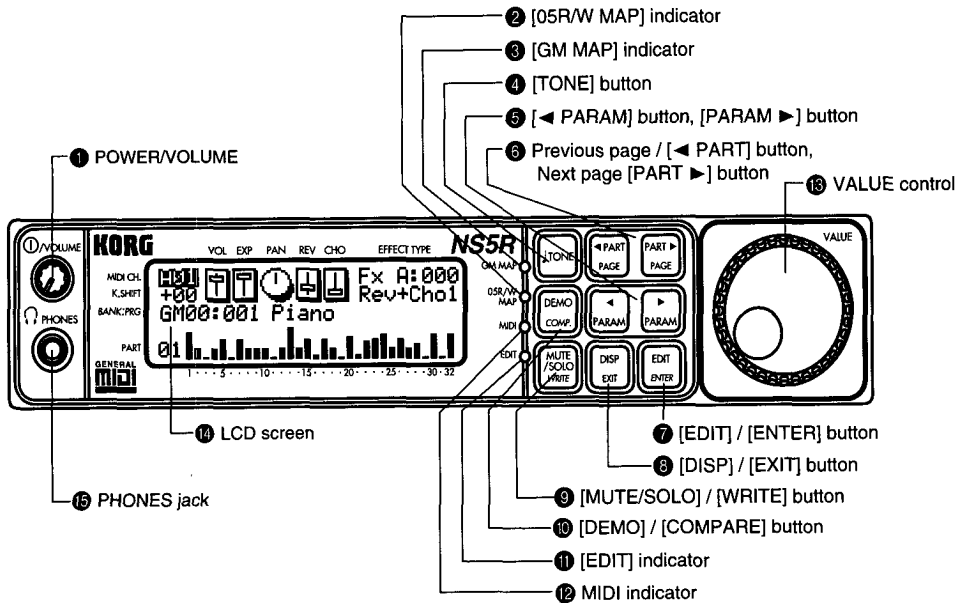 ❷ [05R/W MAP] indicator
❸ [GM MAP] indicator
❹ [TONE] button
❺ [◄ PARAM] button, [PARAM ►] button
❻ Previous page / [◄ PART] button,
Next page [PART ►] button
❶ POWER/VOLUME
⓭ VALUE control
/VOLUME
KORG
VOL EXP PAN REV CHO EFFECT TYPE
NS5R
MIDI CH.
K.SHIFT
BANK:PRG
PART
H01
+00
Fx A:000
Rev+Cho1
GM00:001 Piano
01
1 · · · 5 · · · · 10 · · · · 15 · · · · 20 · · · · 25 · · · · 30 · 32
PHONES
GENERAL
MIDI
GM MAP
05R/W
MAP
MIDI
EDIT
TONE
◄ PART
PAGE
PART ►
PAGE
DEMO
COMP.
◄
PARAM
►
PARAM
MUTE
/SOLO
WRITE
DISP
EXIT
EDIT
ENTER
VALUE
⓮ LCD screen
⓯ PHONES jack
❼ [EDIT] / [ENTER] button
❽ [DISP] / [EXIT] button
❾ [MUTE/SOLO] / [WRITE] button
❿ [DEMO] / [COMPARE] button
⓫ [EDIT] indicator
⓬ MIDI indicator